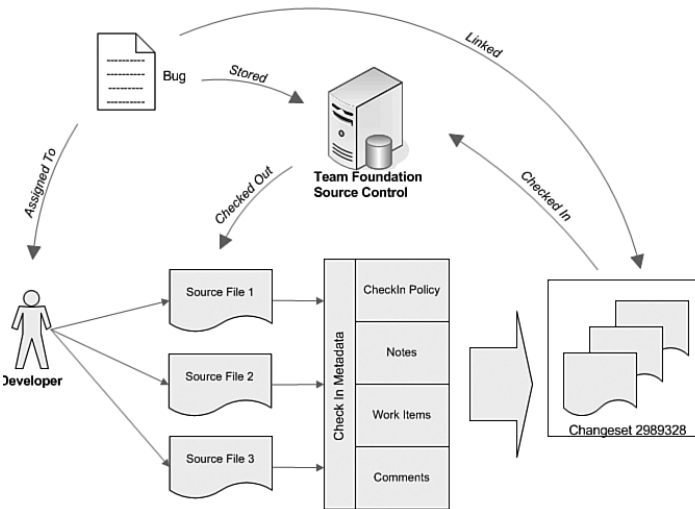 Linked
Stored
Bug
Team Foundation
Source Control
Assigned To
Checked Out
Checked In
Source File 1
Source File 2
Source File 3
Developer
Check In Metadata
CheckIn Policy
Notes
Work Items
Comments
Changeset 2989328